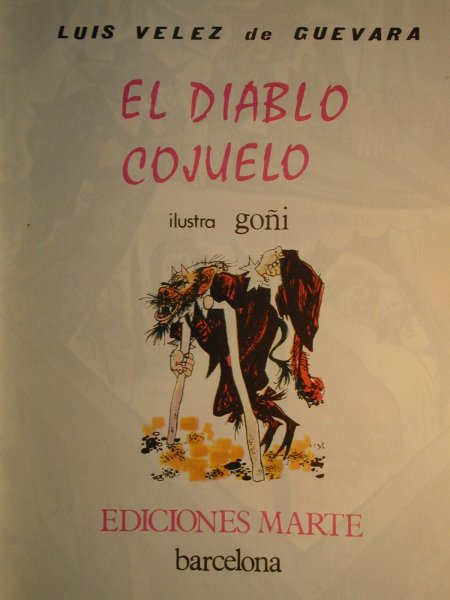 LUIS VELEZ de GUEVARA
EL DIABLO
COJUELO
ilustra goñi
EDICIONES MARTE
barcelona